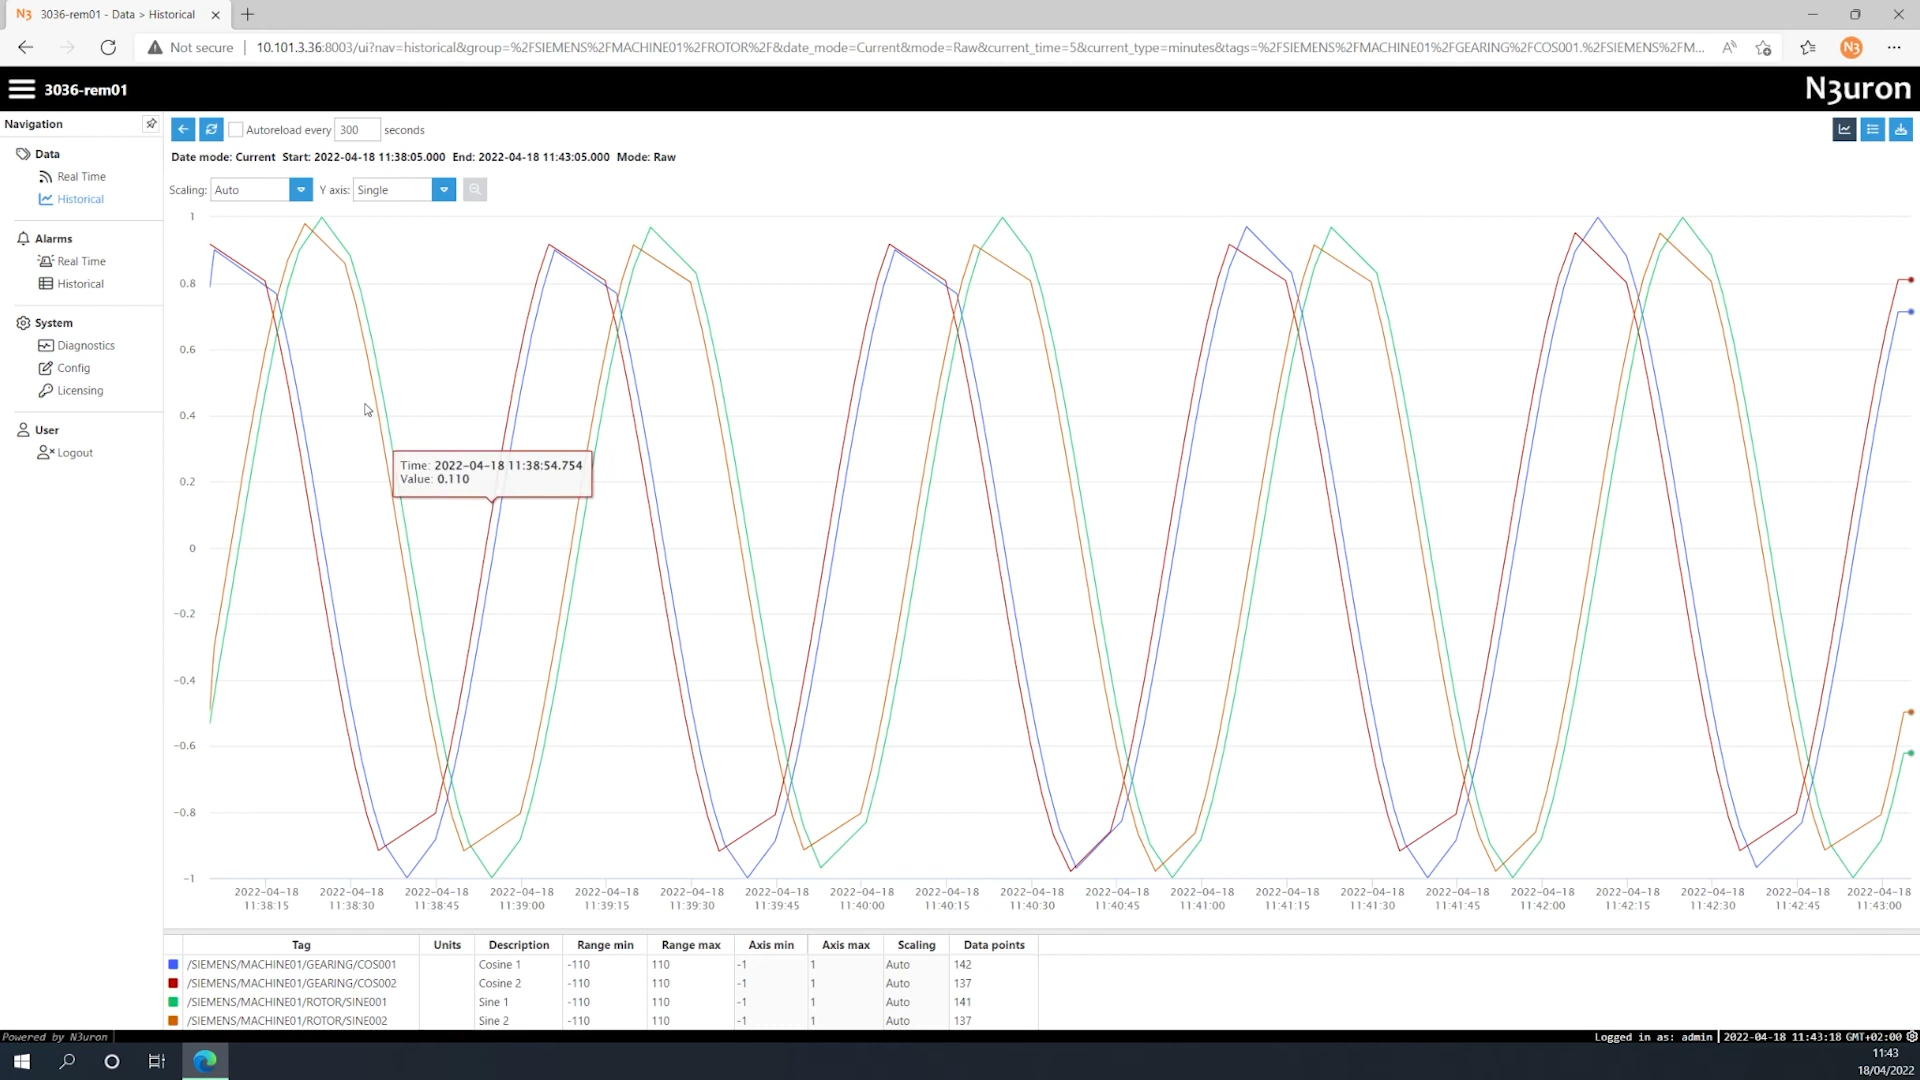 3036-rem01 - Data > Historical
Not secure
10.101.3.36:8003/ui?nav=historical&group=%2FSIEMENS%2FMACHINE01%2FROTOR%2F&date_mode=Current&mode=Raw&current_time=5&current_type=minutes&tags=%2FSIEMENS%2FMACHINE01%2FGEARING%2FCOS001.%2FSIEMENS%2FM...
N3
3036-rem01
N3uron
Navigation
Data
Real Time
Historical
Alarms
Real Time
Historical
System
Diagnostics
Config
Licensing
User
Logout
Autoreload every 300 seconds
Date mode: Current Start: 2022-04-18 11:38:05.000 End: 2022-04-18 11:43:05.000 Mode: Raw
Scaling: Auto Y axis: Single
1
0.8
0.6
0.4
0.2
0
-0.2
-0.4
-0.6
-0.8
-1
Time: 2022-04-18 11:38:54.754
Value: 0.110
2022-04-18 2022-04-18 2022-04-18 2022-04-18 2022-04-18 2022-04-18 2022-04-18 2022-04-18 2022-04-18 2022-04-18 2022-04-18 2022-04-18 2022-04-18 2022-04-18 2022-04-18 2022-04-18 2022-04-18 2022-04-18 2022-04-18 2022-04-18
11:38:15 11:38:30 11:38:45 11:39:00 11:39:15 11:39:30 11:39:45 11:40:00 11:40:15 11:40:30 11:40:45 11:41:00 11:41:15 11:41:30 11:41:45 11:42:00 11:42:15 11:42:30 11:42:45 11:43:00
Tag Units Description Range min Range max Axis min Axis max Scaling Data points
/SIEMENS/MACHINE01/GEARING/COS001 Cosine 1 -110 110 -1 1 Auto 142
/SIEMENS/MACHINE01/GEARING/COS002 Cosine 2 -110 110 -1 1 Auto 137
/SIEMENS/MACHINE01/ROTOR/SINE001 Sine 1 -110 110 -1 1 Auto 141
/SIEMENS/MACHINE01/ROTOR/SINE002 Sine 2 -110 110 -1 1 Auto 137
Powered by N3uron
Logged in as: admin 2022-04-18 11:43:18 GMT+02:00
11:43
18/04/2022